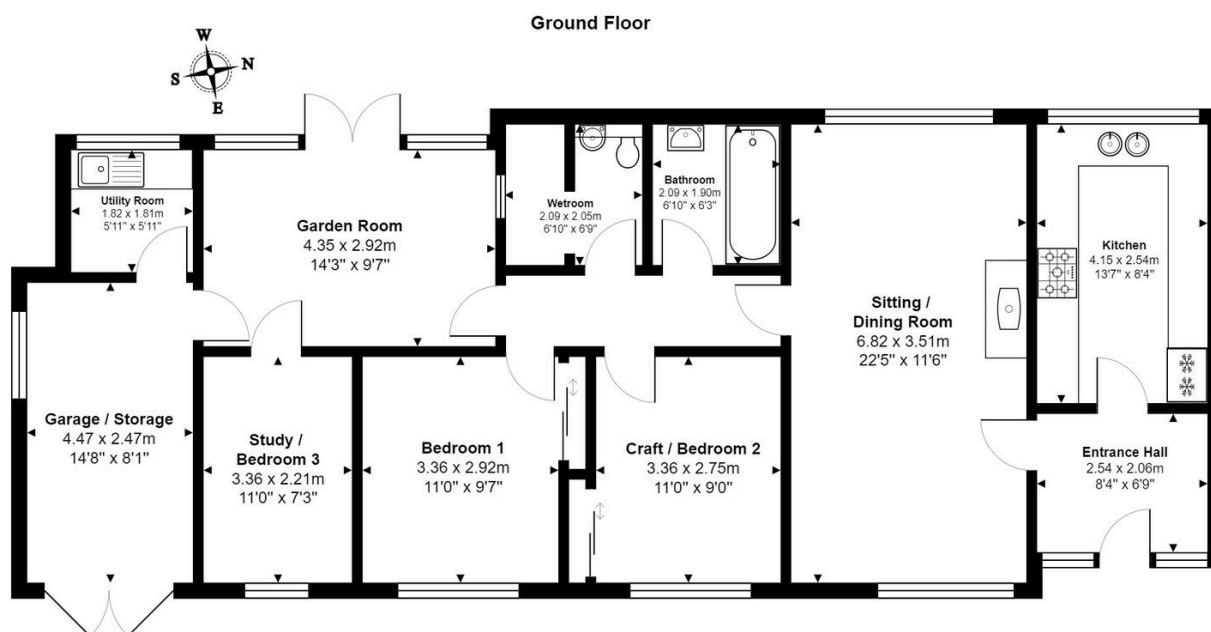 Ground Floor
W
N
S
E
Utility Room
1.82 x 1.81m
5'11" x 5'11"
Garden Room
4.35 x 2.92m
14'3" x 9'7"
Wetroom
2.09 x 2.05m
6'10" x 6'9"
Bathroom
2.09 x 1.90m
6'10" x 6'3"
Kitchen
4.15 x 2.54m
13'7" x 8'4"
Sitting /
Dining Room
6.82 x 3.51m
22'5" x 11'6"
Garage / Storage
4.47 x 2.47m
14'8" x 8'1"
Study /
Bedroom 3
3.36 x 2.21m
11'0" x 7'3"
Bedroom 1
3.36 x 2.92m
11'0" x 9'7"
Craft / Bedroom 2
3.36 x 2.75m
11'0" x 9'0"
Entrance Hall
2.54 x 2.06m
8'4" x 6'9"